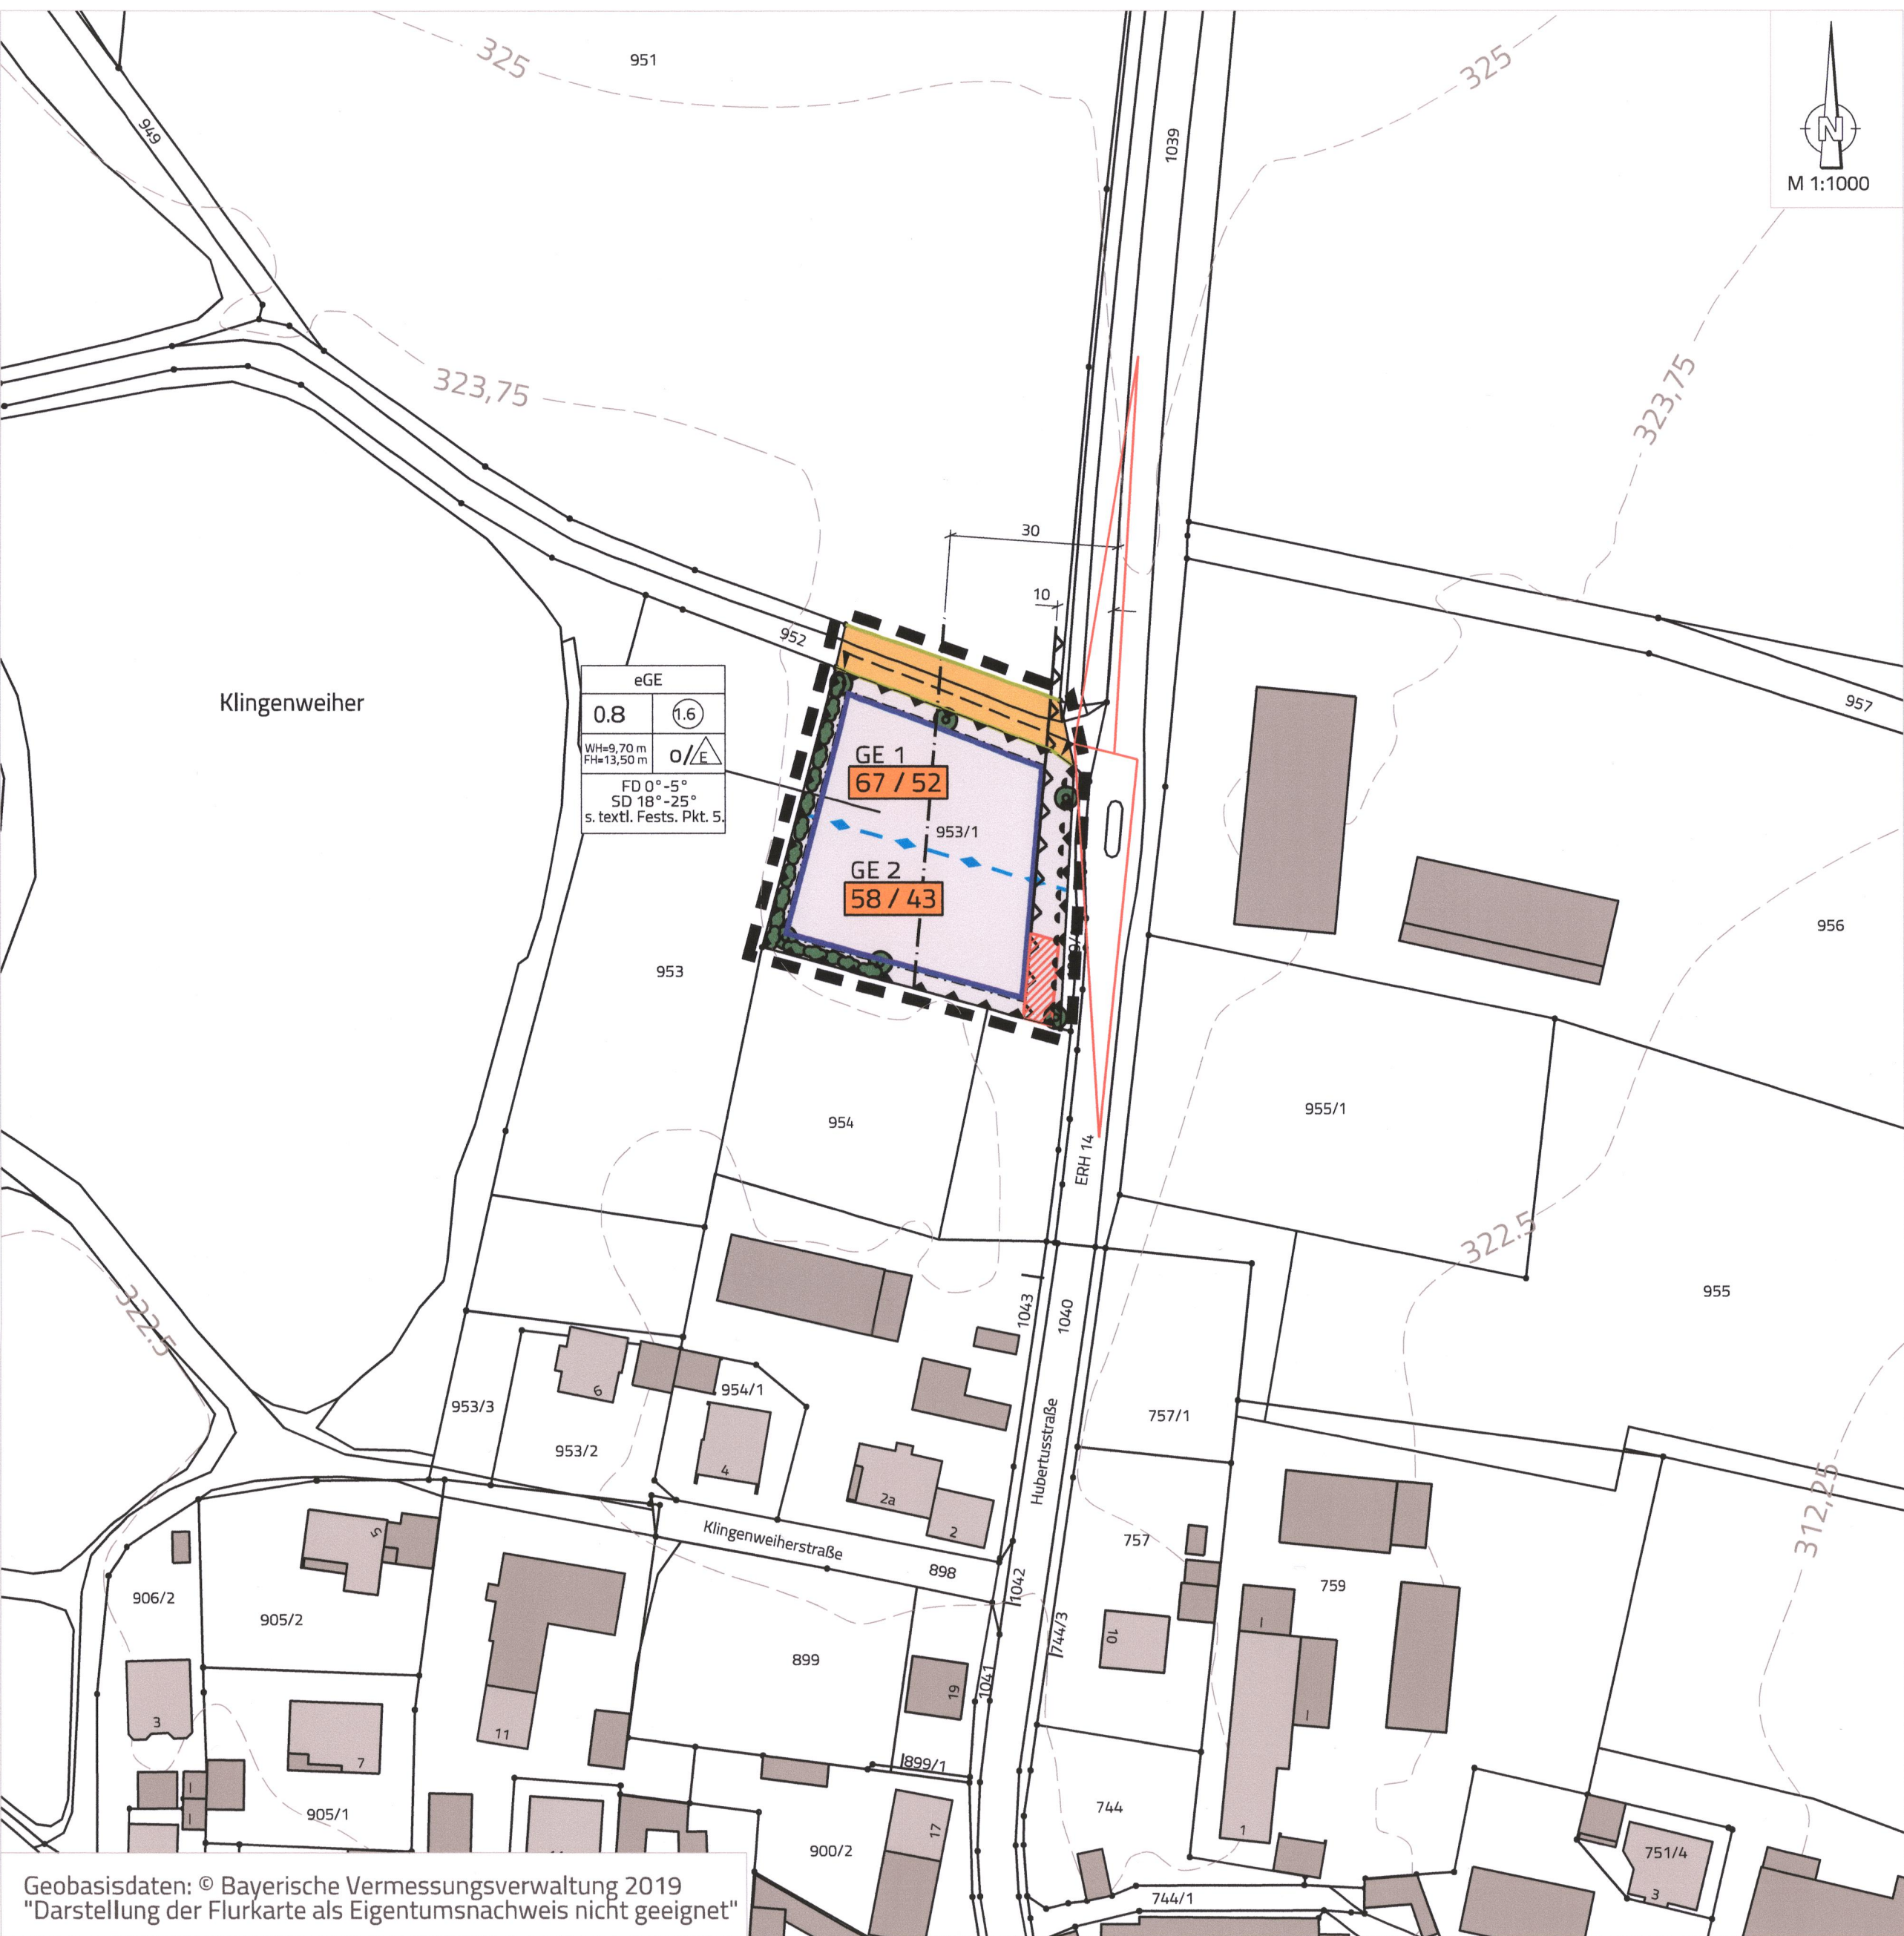 325
951
325
949
1039
N
M 1:1000
323,75
323,75
30
10
952
957
Klingenweiher
eGE
0.8
1.6
WH=9,70 m
FH=13,50 m
o/E
FD 0°-5°
SD 18°-25°
s. textl. Fests. Pkt. 5.
GE 1
67 / 52
953/1
GE 2
58 / 43
956
953
955/1
954
ERH 14
322.5
955
322.5
1043
1040
6
954/1
953/3
953/2
4
757/1
Hubertusstraße
2a
2
312,25
5
Klingenweiherstraße
898
757
759
906/2
905/2
1042
744/3
10
I
899
19
1041
3
11
7
I
899/1
I
I
905/1
744
17
1
900/2
751/4
3
744/1
Geobasisdaten: © Bayerische Vermessungsverwaltung 2019
"Darstellung der Flurkarte als Eigentumsnachweis nicht geeignet"